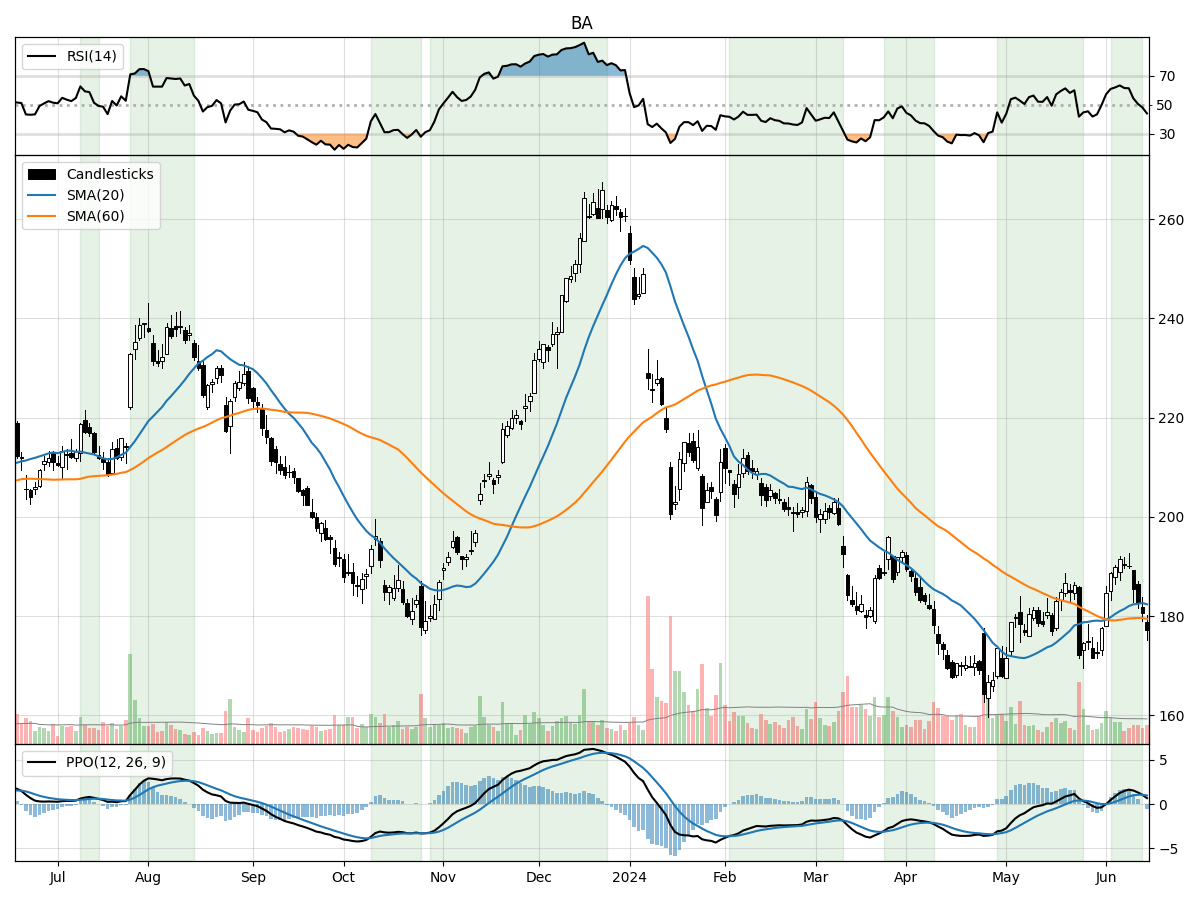 BA
RSI(14)
70
50
30
Candlesticks
SMA(20)
SMA(60)
260
240
220
200
180
160
PPO(12, 26, 9)
5
0
−5
Jul Aug Sep Oct Nov Dec 2024 Feb Mar Apr May Jun